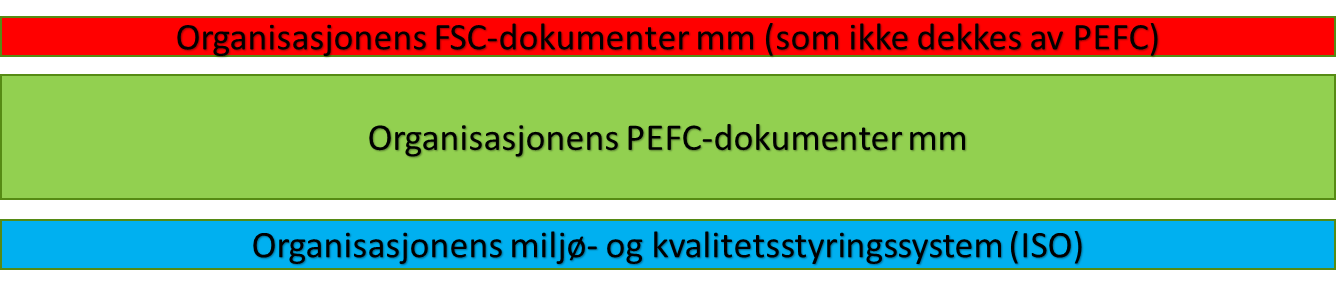 Organisasjonens FSC-dokumenter mm (som ikke dekkes av PEFC)
Organisasjonens PEFC-dokumenter mm
Organisasjonens miljø- og kvalitetsstyringssystem (ISO)